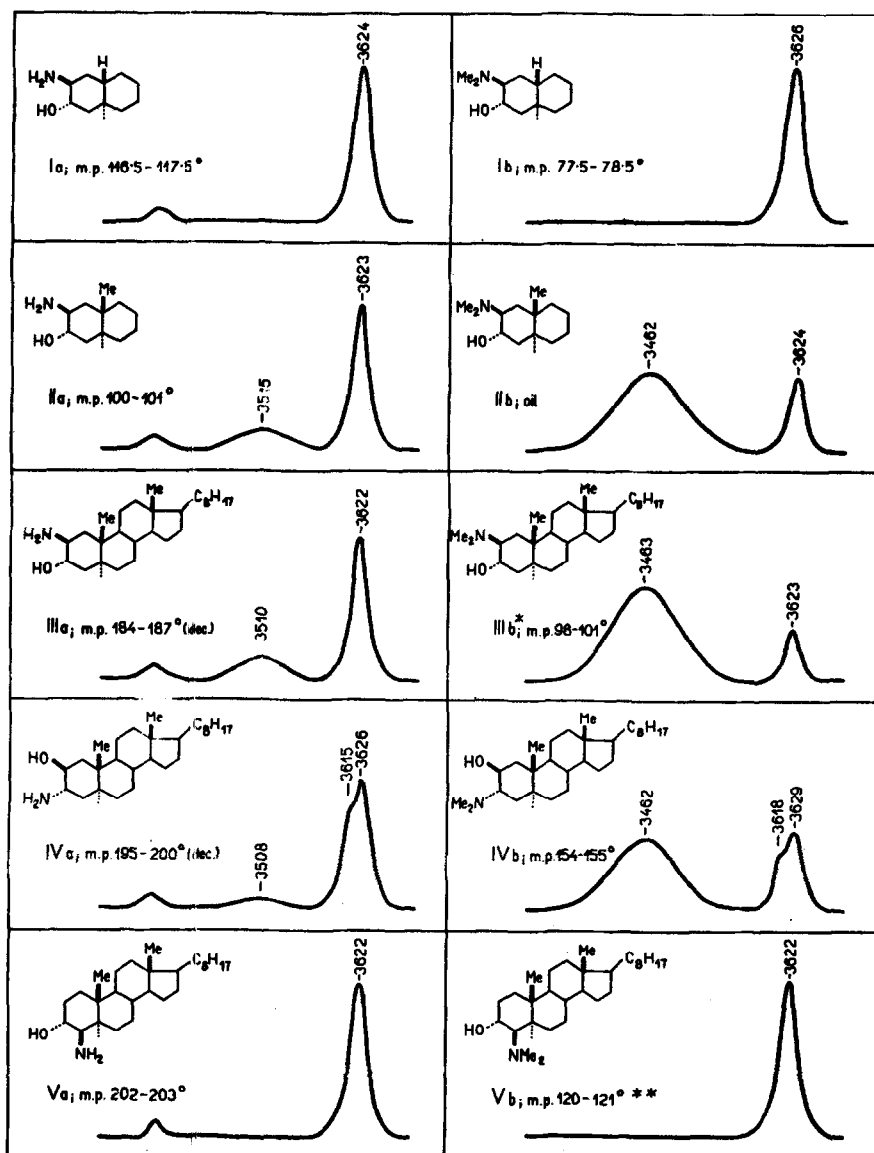 H₂N
H
HO
3624
Ia; m.p. 116·5–117·5°
Me₂N
H
HO
3626
Ib; m.p. 77.5–78.5°
H₂N
Me
HO
3515
3623
IIa; m.p. 100–101°
Me₂N
Me
HO
3462
3624
IIb; oil
Me
C₈H₁₇
Me
H₂N
HO
3510
3622
IIIa; m.p. 184–187° (dec.)
Me
C₈H₁₇
Me
Me₂N
HO
3463
3623
IIIb;* m.p. 98–101°
Me
C₈H₁₇
HO
Me
H₂N
3508
3615
3626
IVa; m.p. 195–200° (dec.)
Me
C₈H₁₇
HO
Me
Me₂N
3462
3618
3629
IVb; m.p. 154–155°
Me
C₈H₁₇
Me
HO
NH₂
3622
Va; m.p. 202–203°
Me
C₈H₁₇
Me
HO
NMe₂
3622
Vb; m.p. 120–121° **